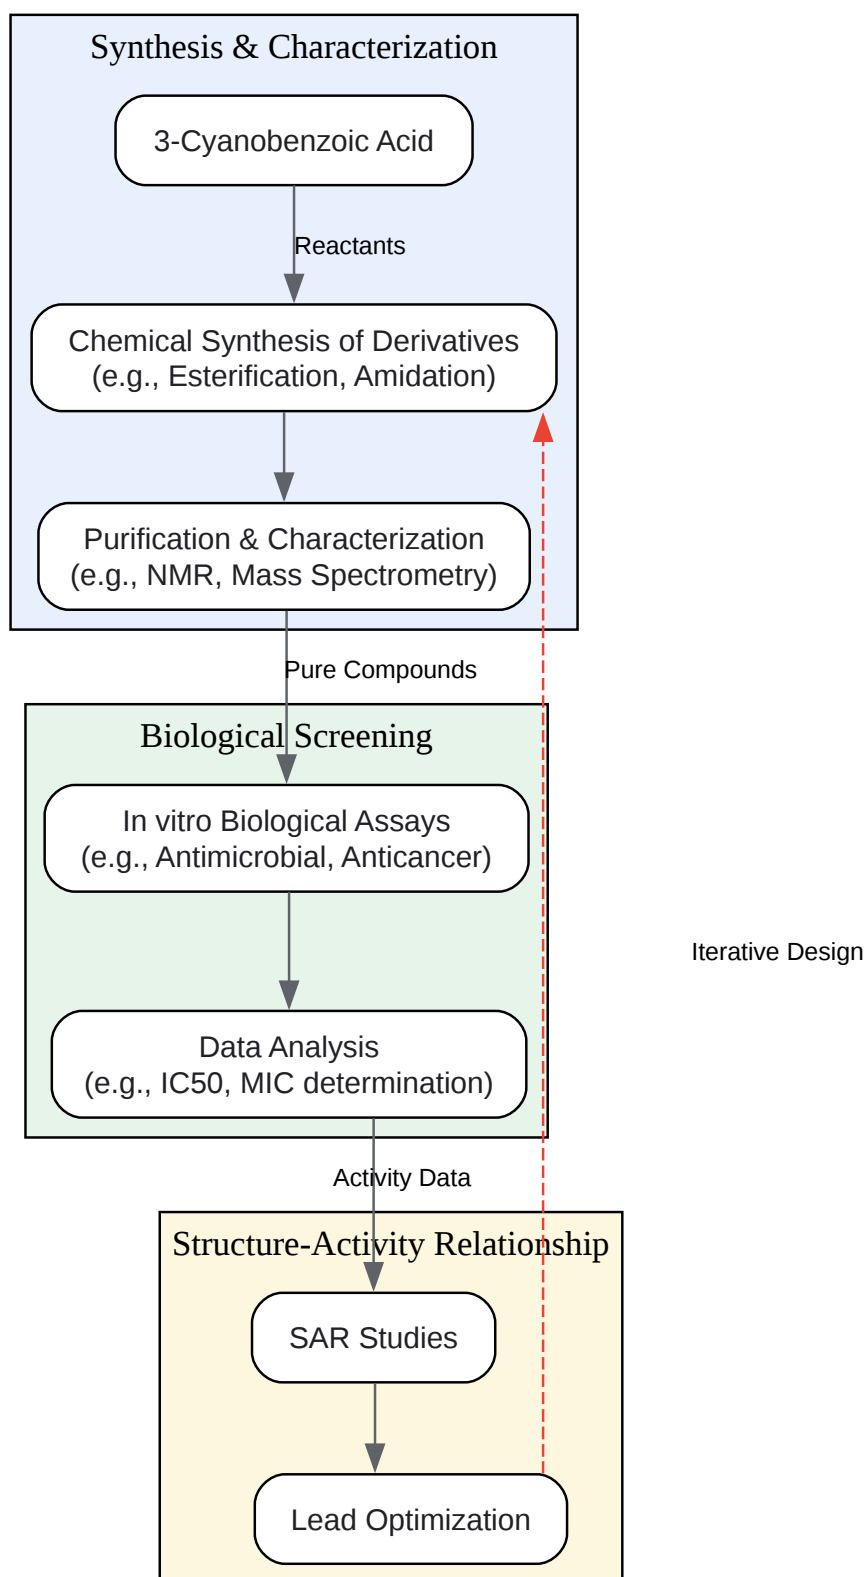 Synthesis & Characterization
3-Cyanobenzoic Acid
Reactants
Chemical Synthesis of Derivatives
(e.g., Esterification, Amidation)
Purification & Characterization
(e.g., NMR, Mass Spectrometry)
Pure Compounds
Biological Screening
In vitro Biological Assays
(e.g., Antimicrobial, Anticancer)
Iterative Design
Data Analysis
(e.g., IC50, MIC determination)
Activity Data
Structure-Activity Relationship
SAR Studies
Lead Optimization